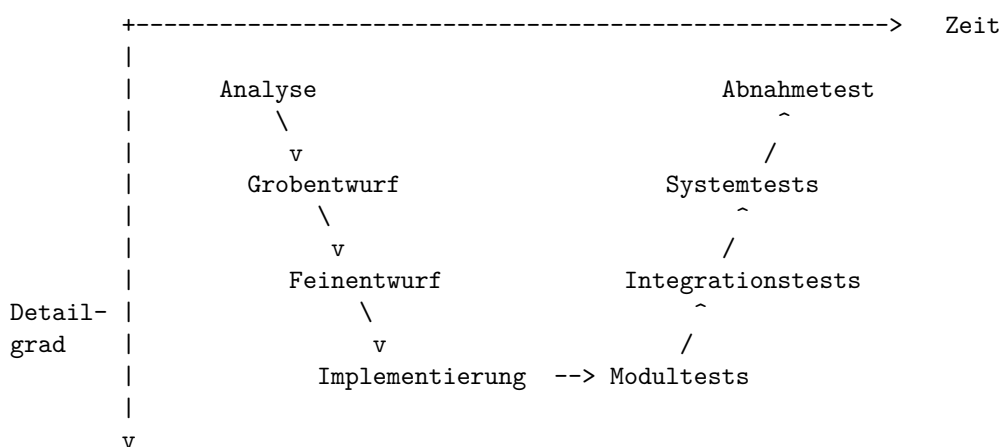 +------------------------------------------------------> Zeit
|
| Analyse Abnahmetest
| \ ^
| v /
| Grobentwurf Systemtests
| \ ^
| v /
| Feinentwurf Integrationstests
Detail- | \ ^
grad | v /
| Implementierung --> Modultests
|
v